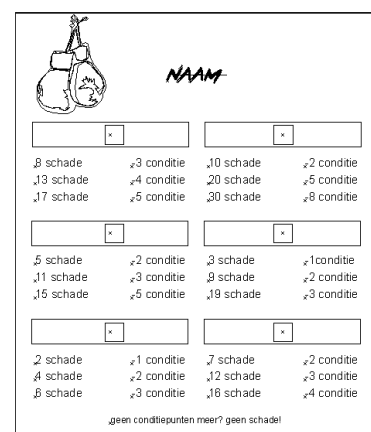 NAAM
8 schade -3 conditie
13 schade -4 conditie
17 schade -5 conditie
10 schade -2 conditie
20 schade -5 conditie
30 schade -8 conditie
5 schade -2 conditie
11 schade -3 conditie
15 schade -5 conditie
3 schade -1conditie
9 schade -2 conditie
19 schade -3 conditie
2 schade -1 conditie
4 schade -2 conditie
6 schade -3 conditie
7 schade -2 conditie
12 schade -3 conditie
16 schade -4 conditie
geen conditiepunten meer? geen schade!